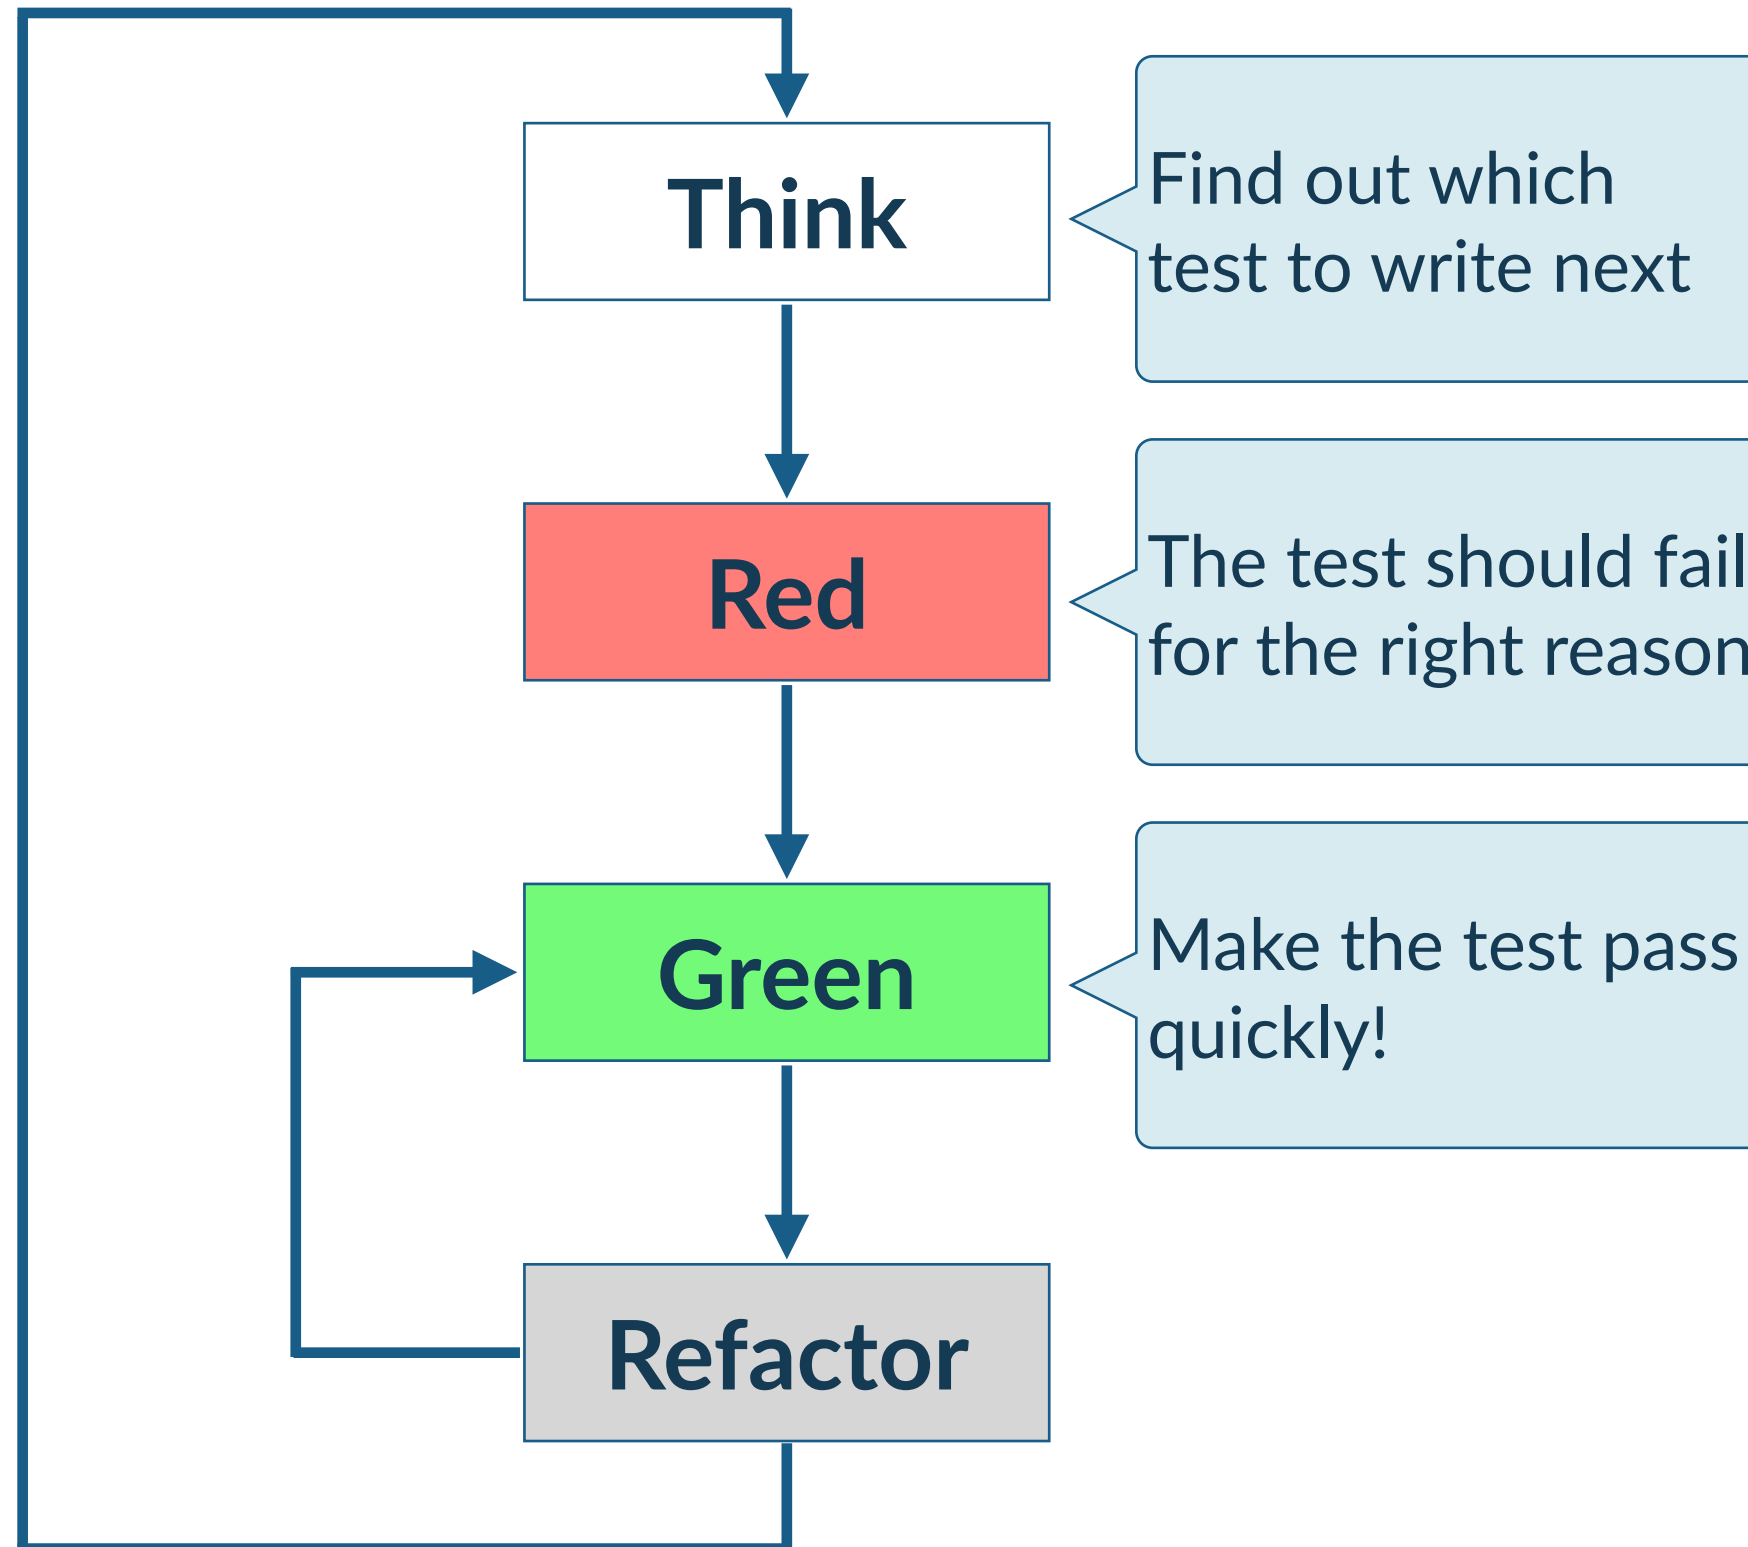 Think
Find out which
test to write next
Red
The test should fail
for the right reason
Green
Make the test pass
quickly!
Refactor